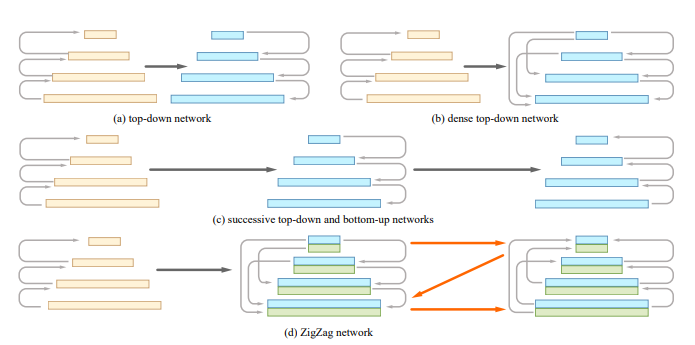 (a) top-down network
(b) dense top-down network
(c) successive top-down and bottom-up networks
(d) ZigZag network